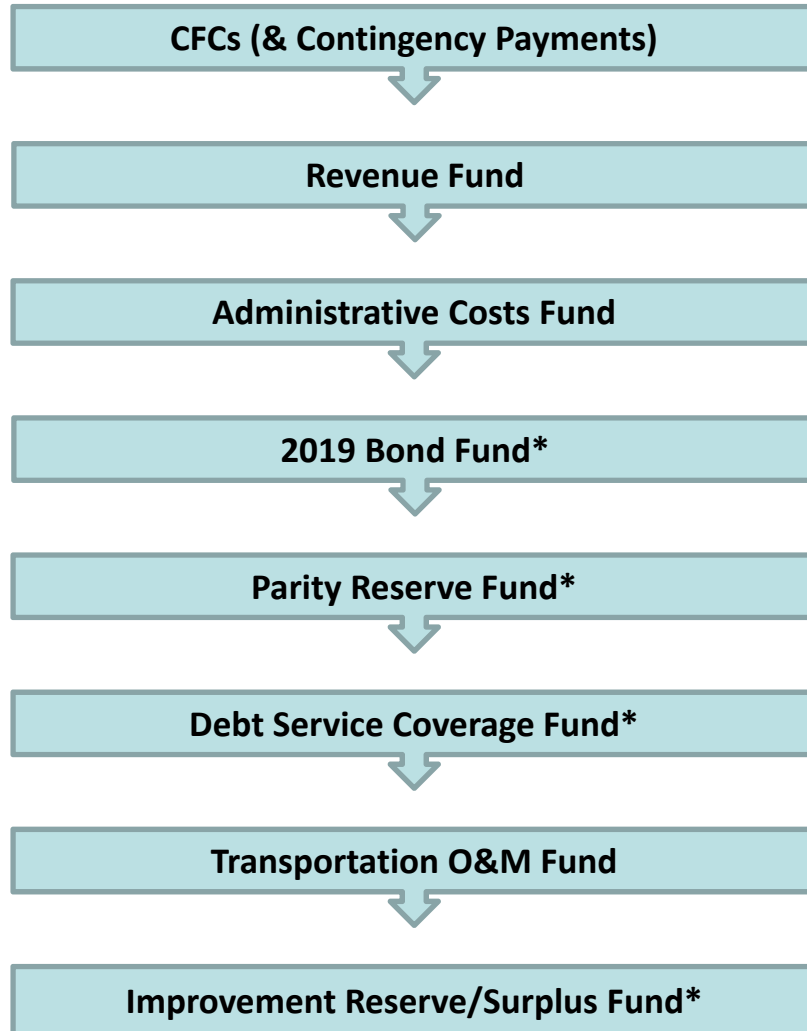 CFCs (& Contingency Payments)
Revenue Fund
Administrative Costs Fund
2019 Bond Fund*
Parity Reserve Fund*
Debt Service Coverage Fund*
Transportation O&M Fund
Improvement Reserve/Surplus Fund*